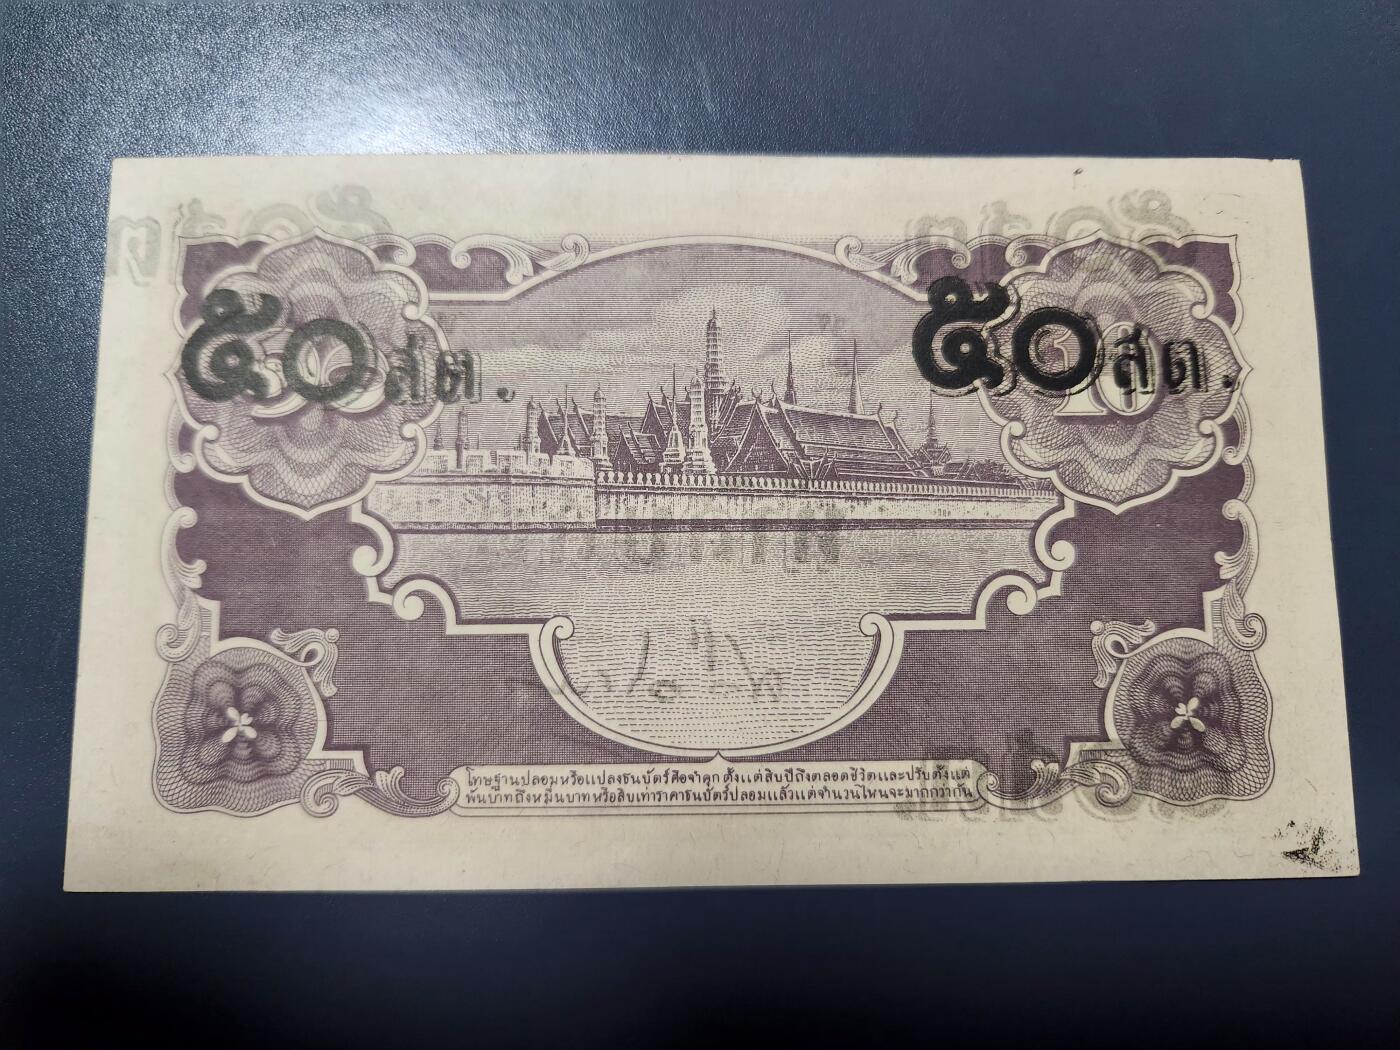 ๕๐สต. ๕๐สต.
10
โทษฐานปลอมหรือแปลงธนบัตร์คือจำคุก ตั้งแต่สิบปีถึงตลอดชีวิตและปรับตั้งแต่
พันบาทถึงหมื่นบาทหรือสิบเท่าราคาธนบัตร์ปลอมแล้วแต่จำนวนไหนจะมากกว่ากัน